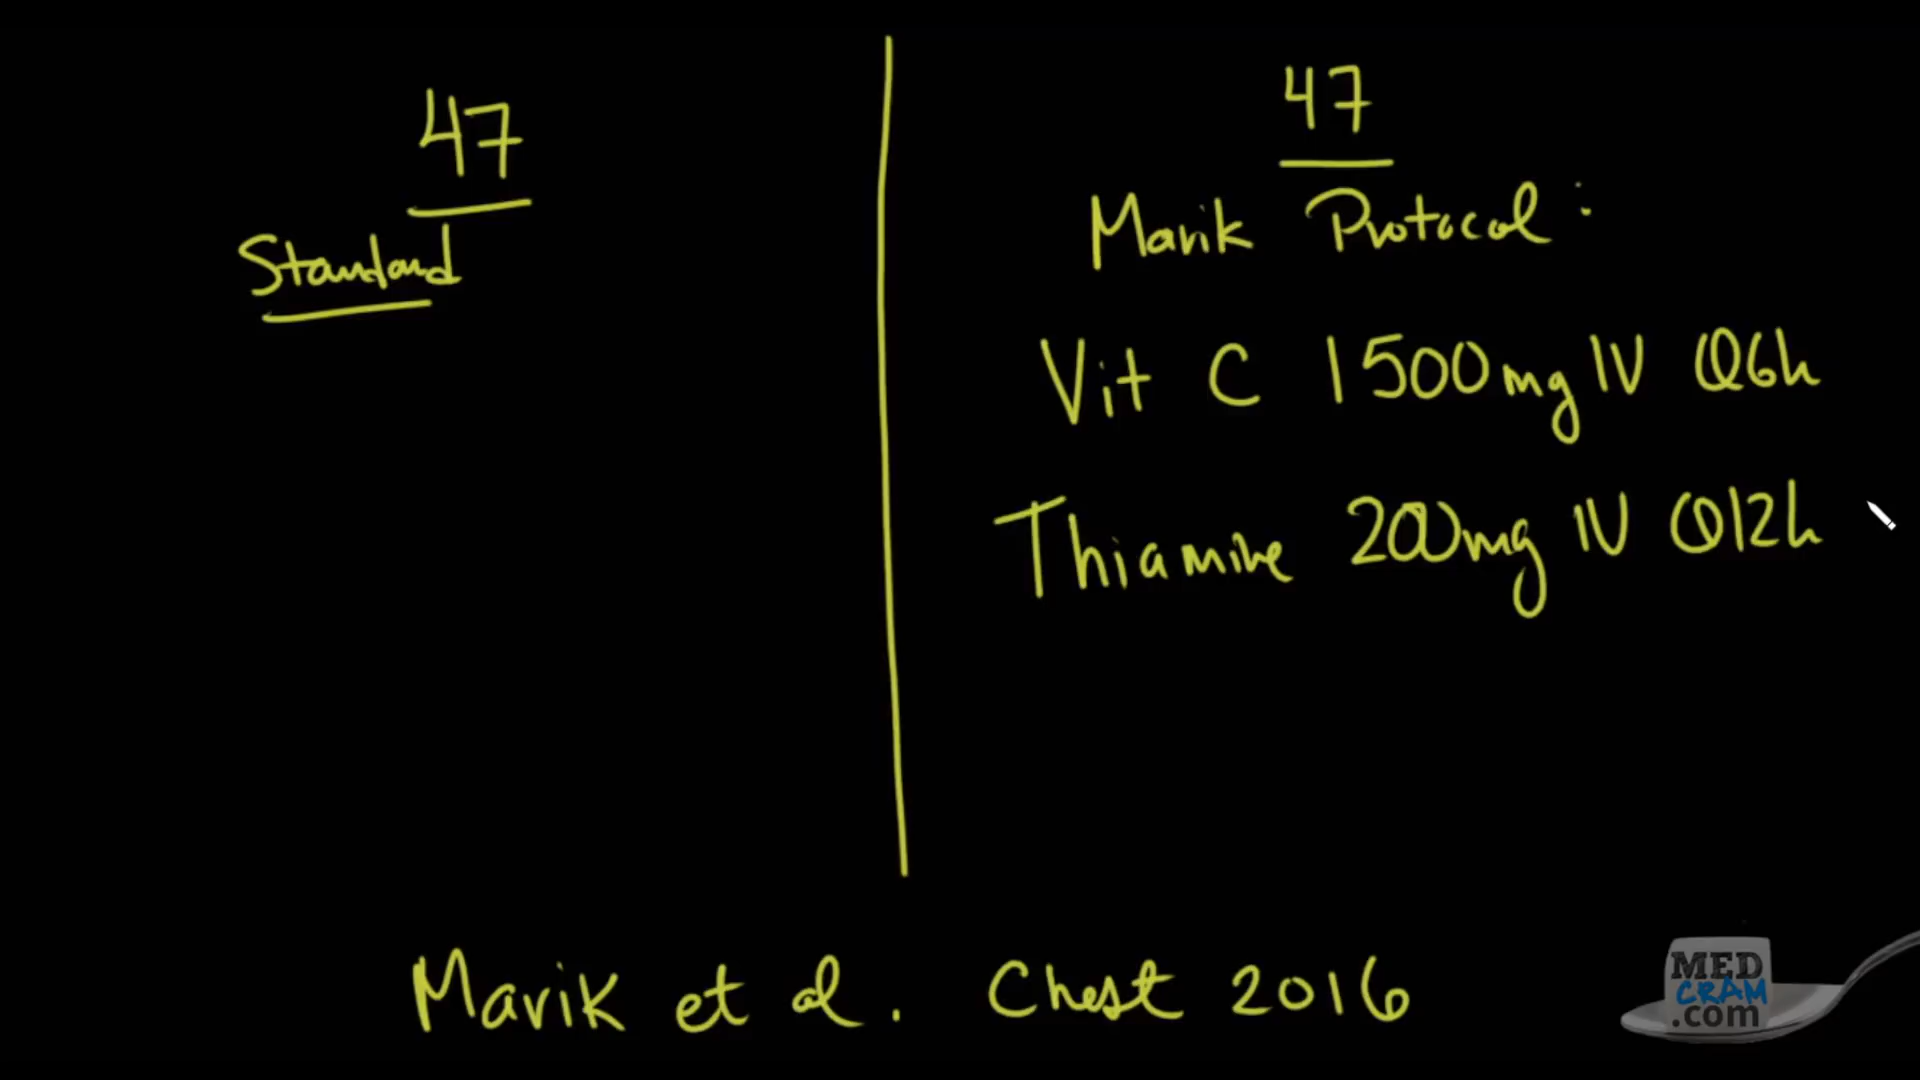 47
Standard
47
Marik Protocol:
Vit C 1500mg IV Q6h
Thiamine 200mg IV Q12h
Marik et al. Chest 2016
MED
CRAM
.com